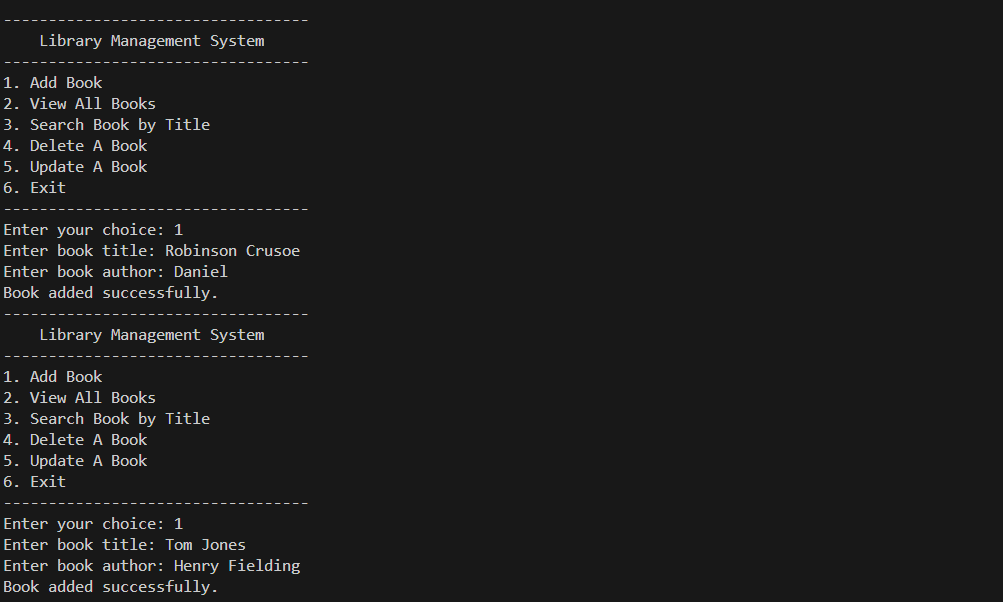 ----------------------------------
    Library Management System
----------------------------------
1. Add Book
2. View All Books
3. Search Book by Title
4. Delete A Book
5. Update A Book
6. Exit
----------------------------------
Enter your choice: 1
Enter book title: Robinson Crusoe
Enter book author: Daniel
Book added successfully.
----------------------------------
    Library Management System
----------------------------------
1. Add Book
2. View All Books
3. Search Book by Title
4. Delete A Book
5. Update A Book
6. Exit
----------------------------------
Enter your choice: 1
Enter book title: Tom Jones
Enter book author: Henry Fielding
Book added successfully.